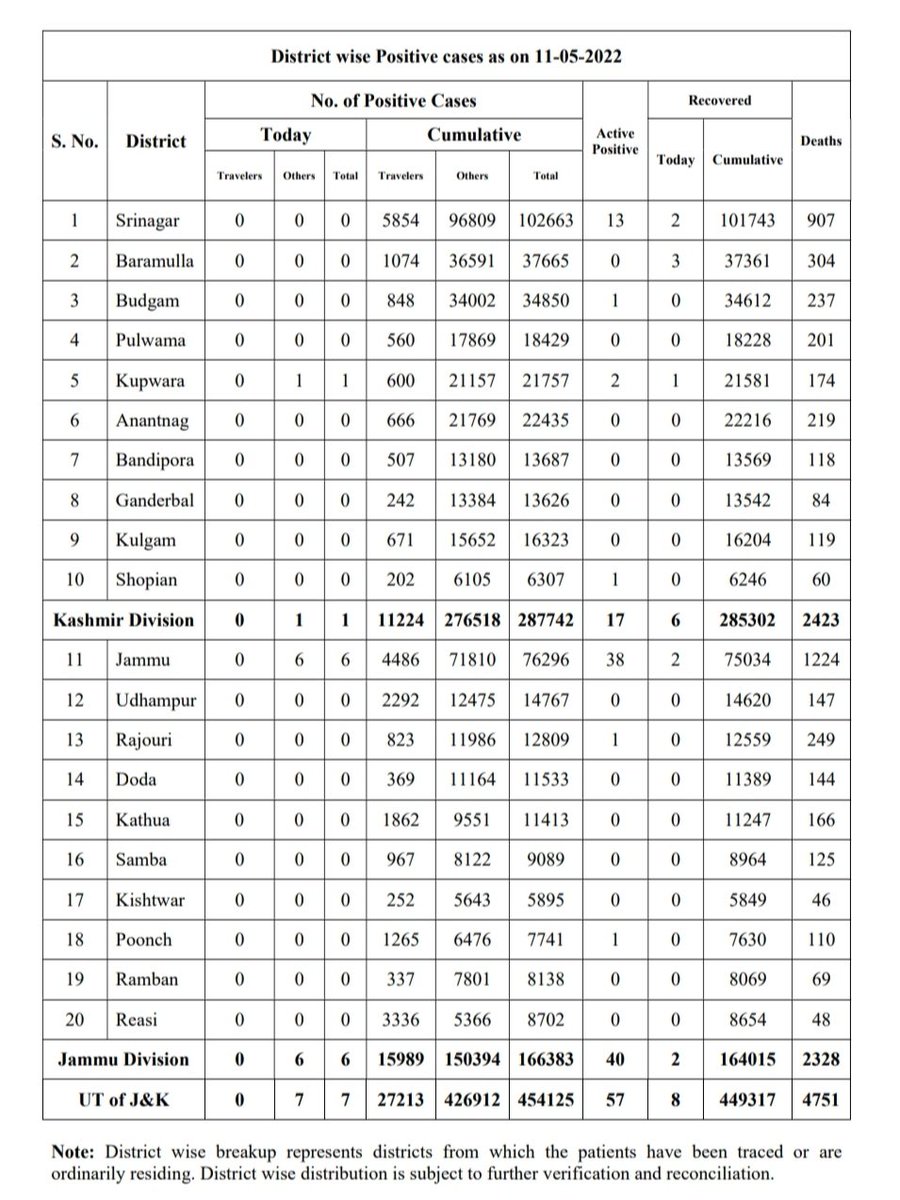 District wise Positive cases as on 11-05-2022
S. No. District No. of Positive Cases Active Positive Recovered Deaths
Today Cumulative Today Cumulative
Travelers Others Total Travelers Others Total
1 Srinagar 0 0 0 5854 96809 102663 13 2 101743 907
2 Baramulla 0 0 0 1074 36591 37665 0 3 37361 304
3 Budgam 0 0 0 848 34002 34850 1 0 34612 237
4 Pulwama 0 0 0 560 17869 18429 0 0 18228 201
5 Kupwara 0 1 1 600 21157 21757 2 1 21581 174
6 Anantnag 0 0 0 666 21769 22435 0 0 22216 219
7 Bandipora 0 0 0 507 13180 13687 0 0 13569 118
8 Ganderbal 0 0 0 242 13384 13626 0 0 13542 84
9 Kulgam 0 0 0 671 15652 16323 0 0 16204 119
10 Shopian 0 0 0 202 6105 6307 1 0 6246 60
Kashmir Division 0 1 1 11224 276518 287742 17 6 285302 2423
11 Jammu 0 6 6 4486 71810 76296 38 2 75034 1224
12 Udhampur 0 0 0 2292 12475 14767 0 0 14620 147
13 Rajouri 0 0 0 823 11986 12809 1 0 12559 249
14 Doda 0 0 0 369 11164 11533 0 0 11389 144
15 Kathua 0 0 0 1862 9551 11413 0 0 11247 166
16 Samba 0 0 0 967 8122 9089 0 0 8964 125
17 Kishtwar 0 0 0 252 5643 5895 0 0 5849 46
18 Poonch 0 0 0 1265 6476 7741 1 0 7630 110
19 Ramban 0 0 0 337 7801 8138 0 0 8069 69
20 Reasi 0 0 0 3336 5366 8702 0 0 8654 48
Jammu Division 0 6 6 15989 150394 166383 40 2 164015 2328
UT of J&K 0 7 7 27213 426912 454125 57 8 449317 4751
Note: District wise breakup represents districts from which the patients have been traced or are
ordinarily residing. District wise distribution is subject to further verification and reconciliation.